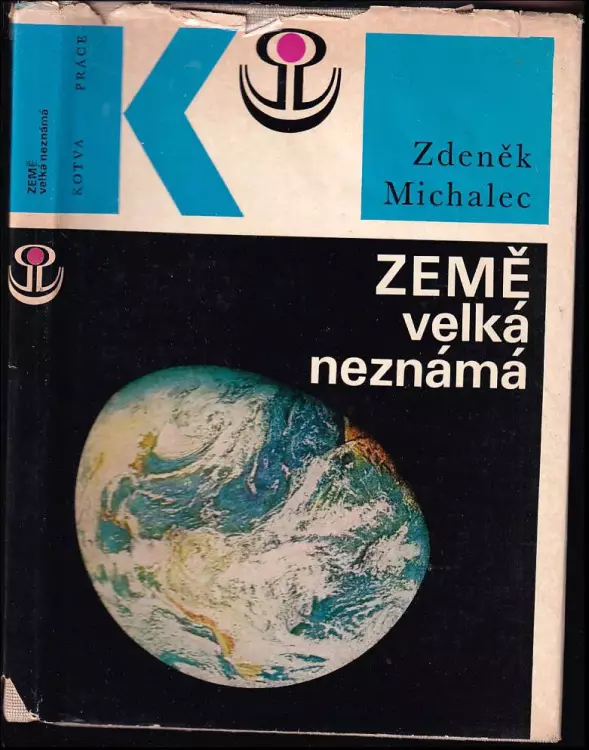 PRÁCE
KOTVA
ZEMĚ
velká neznámá
K
Zdeněk
Michalec
ZEMĚ
velká
neznámá